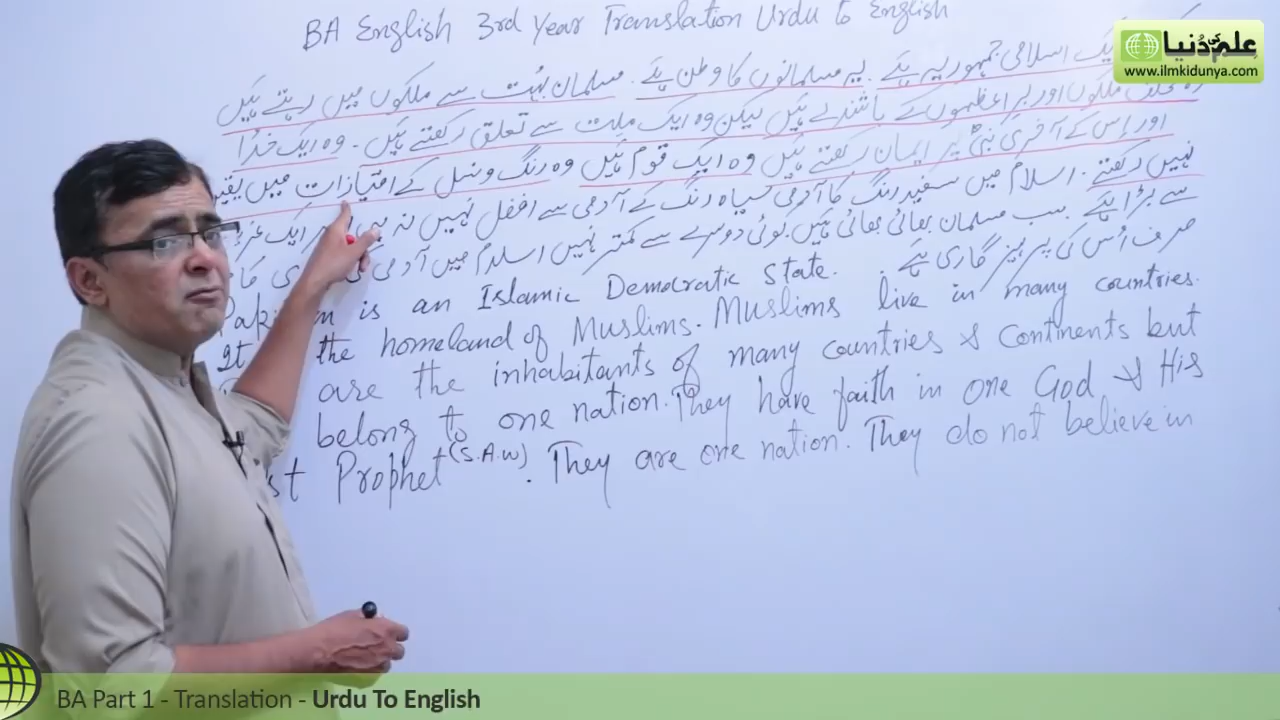 BA English 3rd Year Translation Urdu to English
علم کی دنیا
www.ilmkidunya.com
اسلامی جمہوریہ ہے. یہ مسلمانوں کا وطن ہے. مسلمان بہت سے ملکوں میں رہتے ہیں
ملکوں اور براعظموں کے باشندے ہیں لیکن وہ ایک ملت سے تعلق رکھتے ہیں. وہ ایک خدا
اور اس کے آخری نبی پر ایمان رکھتے ہیں وہ ایک قوم ہیں وہ رنگ و نسل کے امتیازات میں
نہیں رکھتے. اسلام میں سفید رنگ کا آدمی سیاہ رنگ کے آدمی سے افضل نہیں نہ ایک
سے بڑا ہے. سب مسلمان بھائی بھائی ہیں. کوئی دوسرے سے کمتر نہیں اسلام میں آدمی
صرف اُس کی پرہیز گاری ہے
is an Islamic Democratic State.
It the homeland of Muslims. Muslims live in many countries.
are the inhabitants of many countries & Continents but
belong to one nation. They have faith in one God & His
Prophet (S.A.W). They are one nation. They do not believe in
BA Part 1 - Translation - Urdu To English